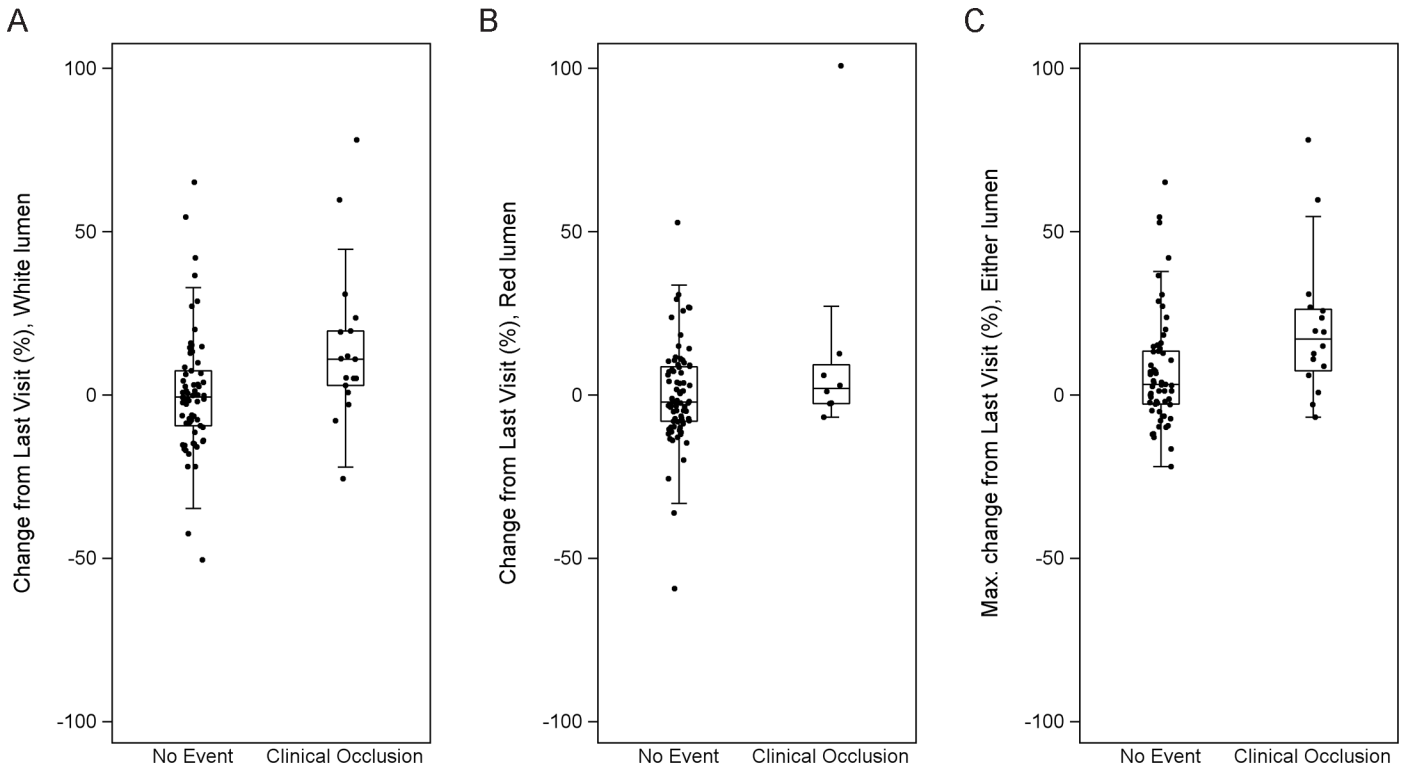 A
B
C
Change from Last Visit (%), White lumen
100
50
0
-50
-100
No Event
Clinical Occlusion
Change from Last Visit (%), Red lumen
100
50
0
-50
-100
No Event
Clinical Occlusion
Max. change from Last Visit (%), Either lumen
100
50
0
-50
-100
No Event
Clinical Occlusion